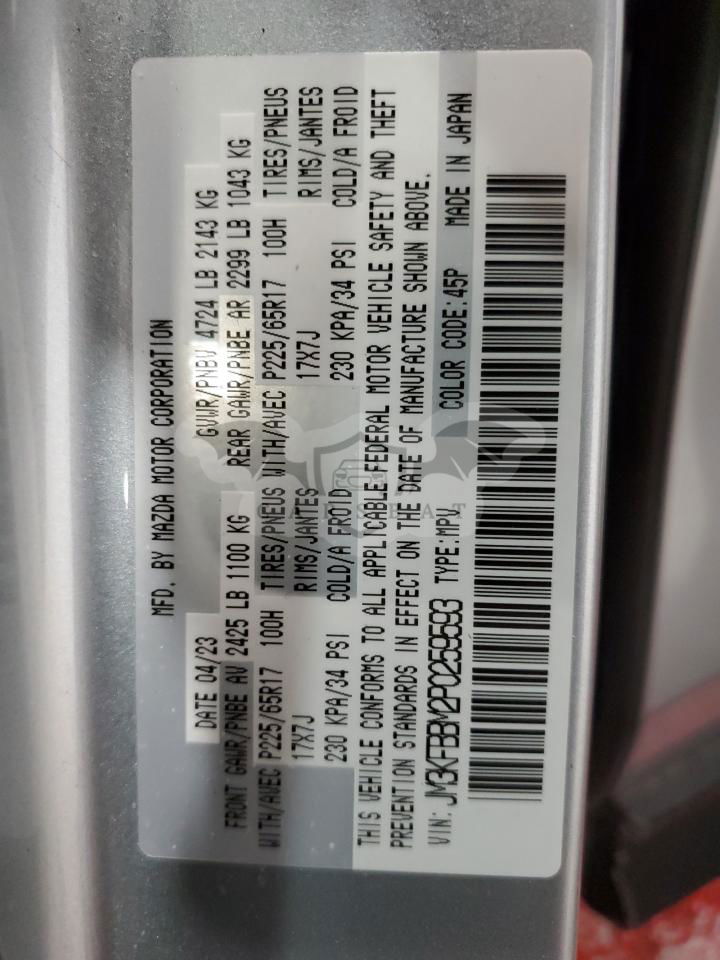 MFD. BY MAZDA MOTOR CORPORATION
DATE 04/23 GVWR/PNBV 4724 LB 2143 KG
FRONT GAWR/PNBE AV 2425 LB 1100 KG REAR GAWR/PNBE AR 2299 LB 1043 KG
WITH/AVEC P225/65R17 100H TIRES/PNEUS WITH/AVEC P225/65R17 100H TIRES/PNEUS
17X7J RIMS/JANTES 17X7J RIMS/JANTES
230 KPA/34 PSI COLD/A FROID 230 KPA/34 PSI COLD/A FROID
THIS VEHICLE CONFORMS TO ALL APPLICABLE FEDERAL MOTOR VEHICLE SAFETY AND THEFT
PREVENTION STANDARDS IN EFFECT ON THE DATE OF MANUFACTURE SHOWN ABOVE.
VIN: JM3KFBBM2P0259593 TYPE:MPV COLOR CODE:45P MADE IN JAPAN